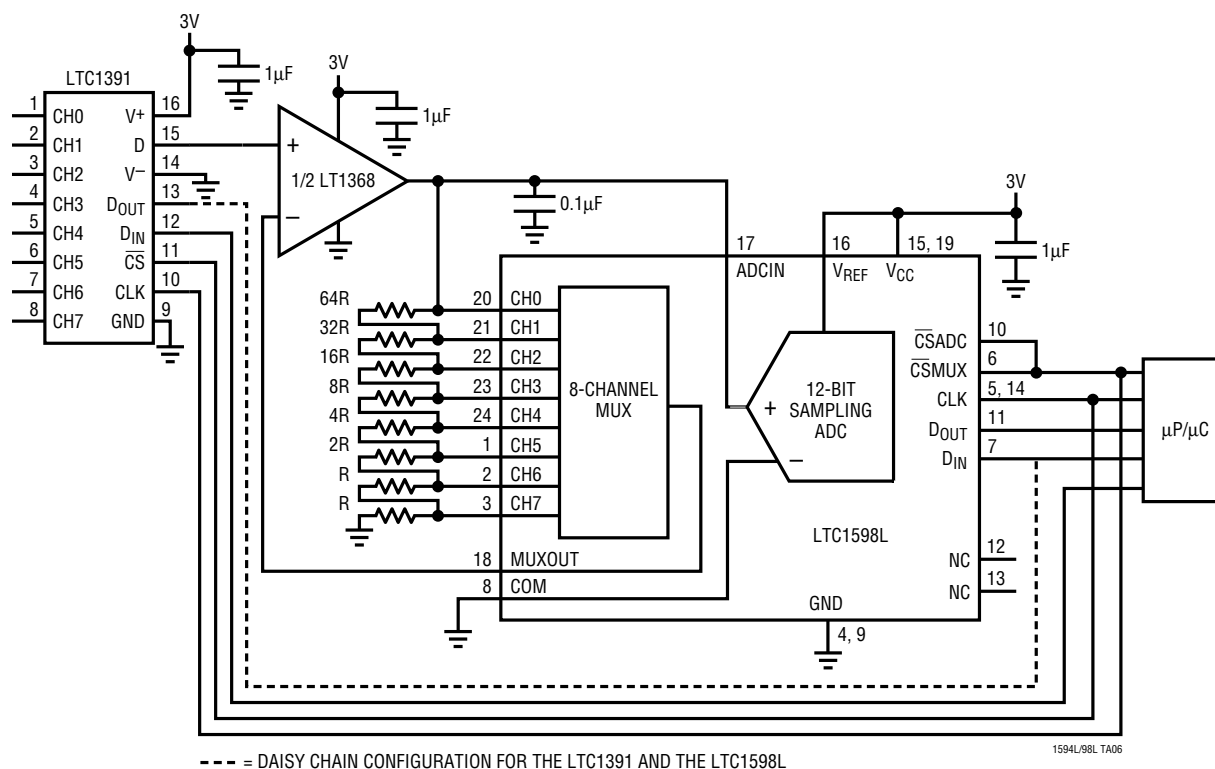 3V
1µF
LTC1391
1 CH0 V+ 16
2 CH1 D 15
3 CH2 V– 14
4 CH3 DOUT 13
5 CH4 DIN 12
6 CH5 CS 11
7 CH6 CLK 10
8 CH7 GND 9
3V
1µF
+
1/2 LT1368
–
0.1µF
3V
1µF
17 ADCIN
16 VREF
15, 19 VCC
64R 20 CH0
32R 21 CH1
16R 22 CH2
8R 23 CH3
4R 24 CH4
2R 1 CH5
R 2 CH6
R 3 CH7
8-CHANNEL
MUX
+
–
12-BIT
SAMPLING
ADC
CSADC 10
CSMUX 6
CLK 5, 14
DOUT 11
DIN 7
µP/µC
LTC1598L
18 MUXOUT
8 COM
NC 12
NC 13
GND
4, 9
1594L/98L TA06
= DAISY CHAIN CONFIGURATION FOR THE LTC1391 AND THE LTC1598L